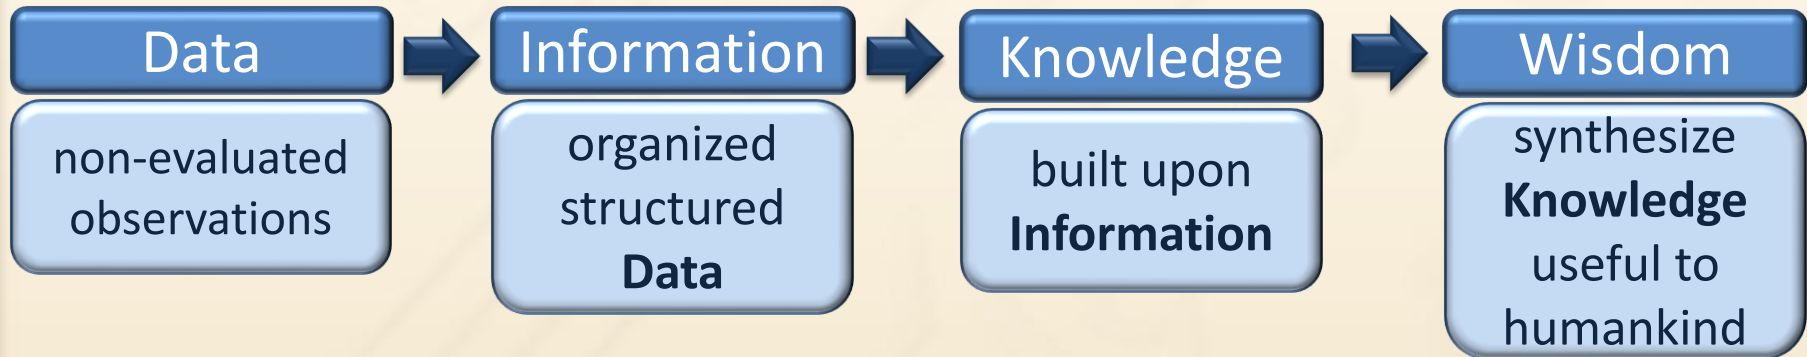 Data
non-evaluated
observations
Information
organized
structured
Data
Knowledge
built upon
Information
Wisdom
synthesize
Knowledge
useful to
humankind